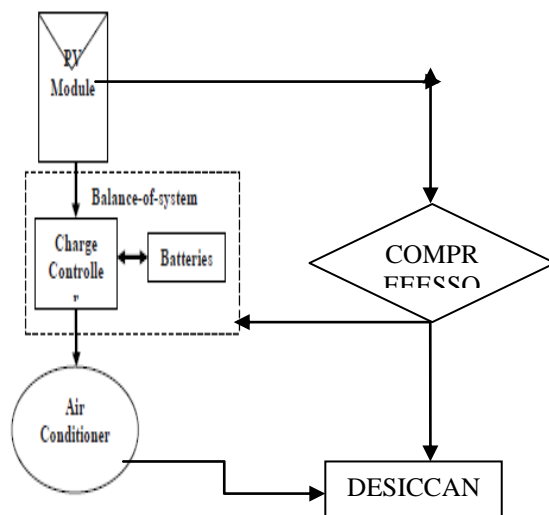 PV
Module
Balance-of-system
Charge
Controlle
r
Batteries
COMPR
EFESSO
Air
Conditioner
DESICCAN